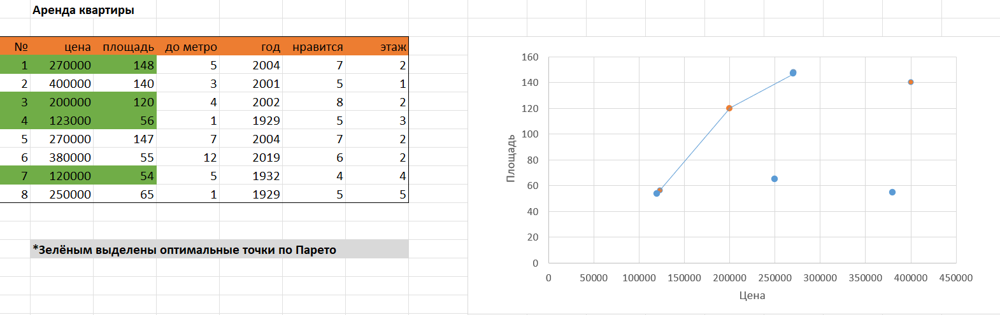 Аренда квартиры
№ цена площадь до метро год нравится этаж
1 270000 148 5 2004 7 2
2 400000 140 3 2001 5 1
3 200000 120 4 2002 8 2
4 123000 56 1 1929 5 3
5 270000 147 7 2004 7 2
6 380000 55 12 2019 6 2
7 120000 54 5 1932 4 4
8 250000 65 1 1929 5 5
*Зелёным выделены оптимальные точки по Парето
Площадь
160
140
120
100
80
60
40
20
0
0 50000 100000 150000 200000 250000 300000 350000 400000 450000
Цена